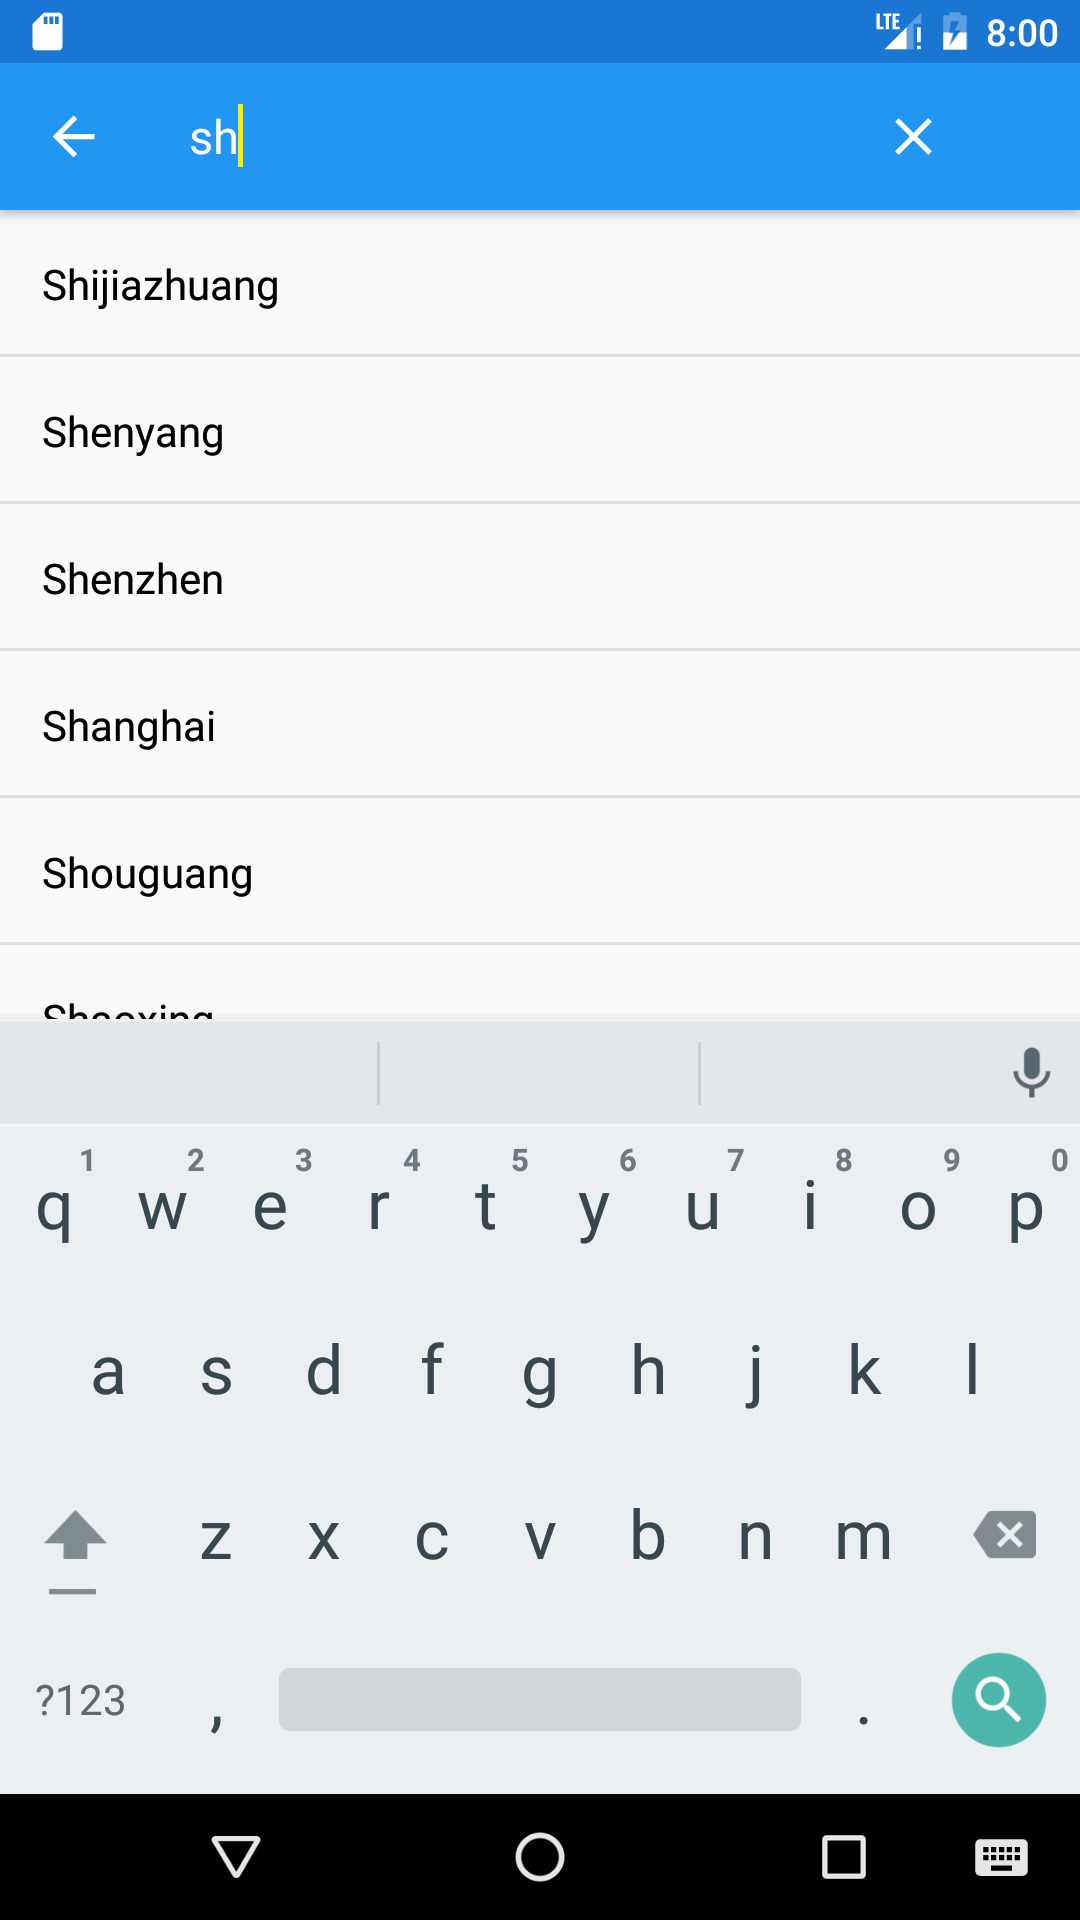 LTE 8:00
sh
Shijiazhuang
Shenyang
Shenzhen
Shanghai
Shouguang
Shaoxing
1 2 3 4 5 6 7 8 9 0
q w e r t y u i o p
a s d f g h j k l
z x c v b n m
?123 , .